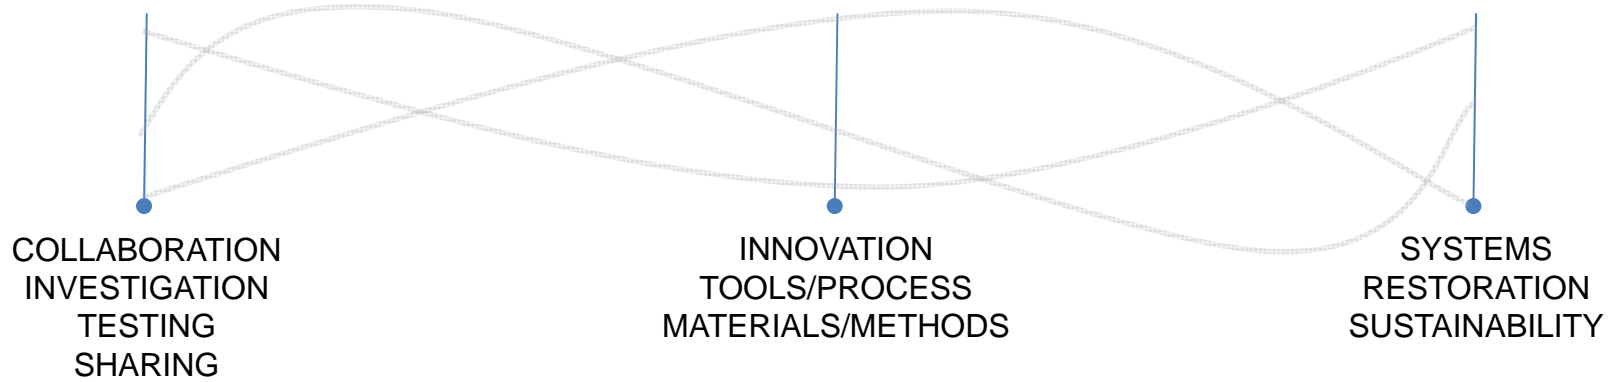 COLLABORATION
INVESTIGATION
TESTING
SHARING
INNOVATION
TOOLS/PROCESS
MATERIALS/METHODS
SYSTEMS
RESTORATION
SUSTAINABILITY